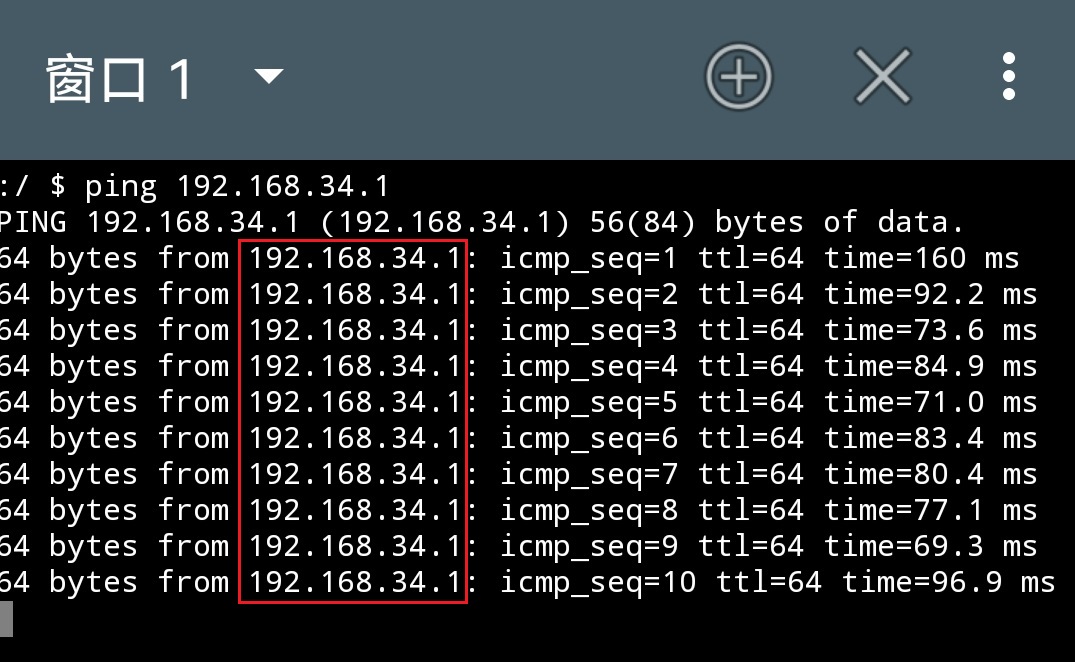 窗口 1
:/ $ ping 192.168.34.1
PING 192.168.34.1 (192.168.34.1) 56(84) bytes of data.
64 bytes from 192.168.34.1: icmp_seq=1 ttl=64 time=160 ms
64 bytes from 192.168.34.1: icmp_seq=2 ttl=64 time=92.2 ms
64 bytes from 192.168.34.1: icmp_seq=3 ttl=64 time=73.6 ms
64 bytes from 192.168.34.1: icmp_seq=4 ttl=64 time=84.9 ms
64 bytes from 192.168.34.1: icmp_seq=5 ttl=64 time=71.0 ms
64 bytes from 192.168.34.1: icmp_seq=6 ttl=64 time=83.4 ms
64 bytes from 192.168.34.1: icmp_seq=7 ttl=64 time=80.4 ms
64 bytes from 192.168.34.1: icmp_seq=8 ttl=64 time=77.1 ms
64 bytes from 192.168.34.1: icmp_seq=9 ttl=64 time=69.3 ms
64 bytes from 192.168.34.1: icmp_seq=10 ttl=64 time=96.9 ms